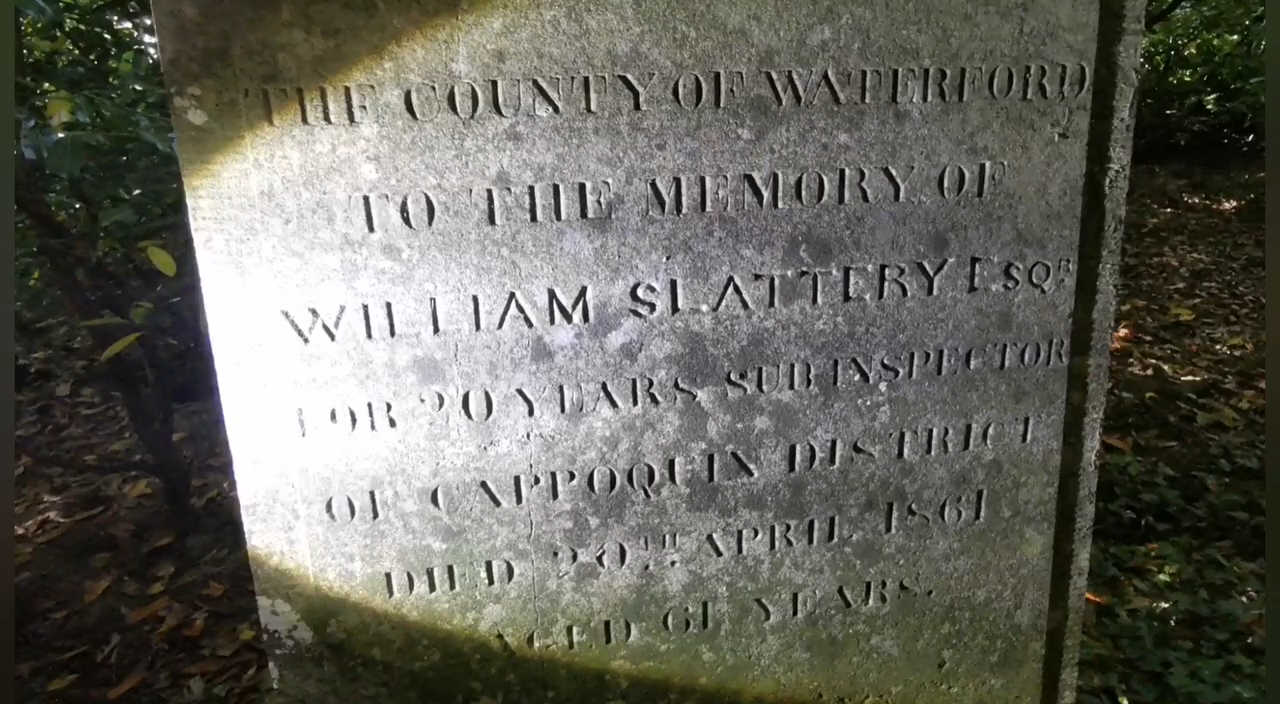 THE COUNTY OF WATERFORD
TO THE MEMORY OF
WILLIAM SLATTERY ESQR
FOR 20 YEARS SUB INSPECTOR
OF CAPPOQUIN DISTRICT
DIED 20TH APRIL 1861
AGED 61 YEARS.